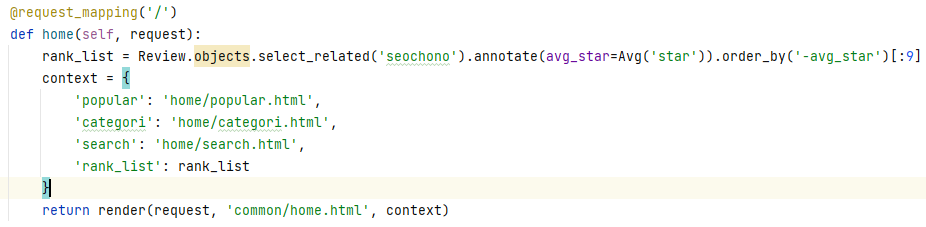 @request_mapping('/')
def home(self, request):
    rank_list = Review.objects.select_related('seochono').annotate(avg_star=Avg('star')).order_by('-avg_star')[:9]
    context = {
        'popular': 'home/popular.html',
        'categori': 'home/categori.html',
        'search': 'home/search.html',
        'rank_list': rank_list
    }
    return render(request, 'common/home.html', context)